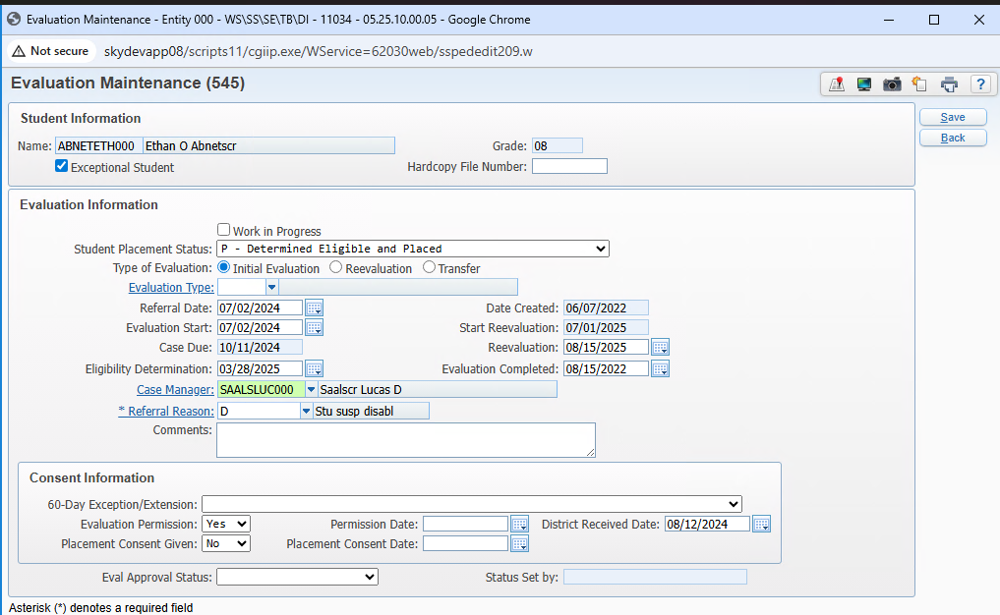 Evaluation Maintenance - Entity 000 - WS\SS\SE\TB\DI - 11034 - 05.25.10.00.05 - Google Chrome
Not secure skydevapp08/scripts11/cgiip.exe/WService=62030web/sspededit209.w
Evaluation Maintenance (545)
?
Student Information
Save
Name: ABNETETH000 Ethan O Abnetscr Grade: 08
Back
Exceptional Student Hardcopy File Number:
Evaluation Information
Work in Progress
Student Placement Status: P - Determined Eligible and Placed
Type of Evaluation: Initial Evaluation Reevaluation Transfer
Evaluation Type:
Referral Date: 07/02/2024 Date Created: 06/07/2022
Evaluation Start: 07/02/2024 Start Reevaluation: 07/01/2025
Case Due: 10/11/2024 Reevaluation: 08/15/2025
Eligibility Determination: 03/28/2025 Evaluation Completed: 08/15/2022
Case Manager: SAALSLUC000 Saalscr Lucas D
* Referral Reason: D Stu susp disabl
Comments:
Consent Information
60-Day Exception/Extension:
Evaluation Permission: Yes Permission Date: District Received Date: 08/12/2024
Placement Consent Given: No Placement Consent Date:
Eval Approval Status: Status Set by:
Asterisk (*) denotes a required field